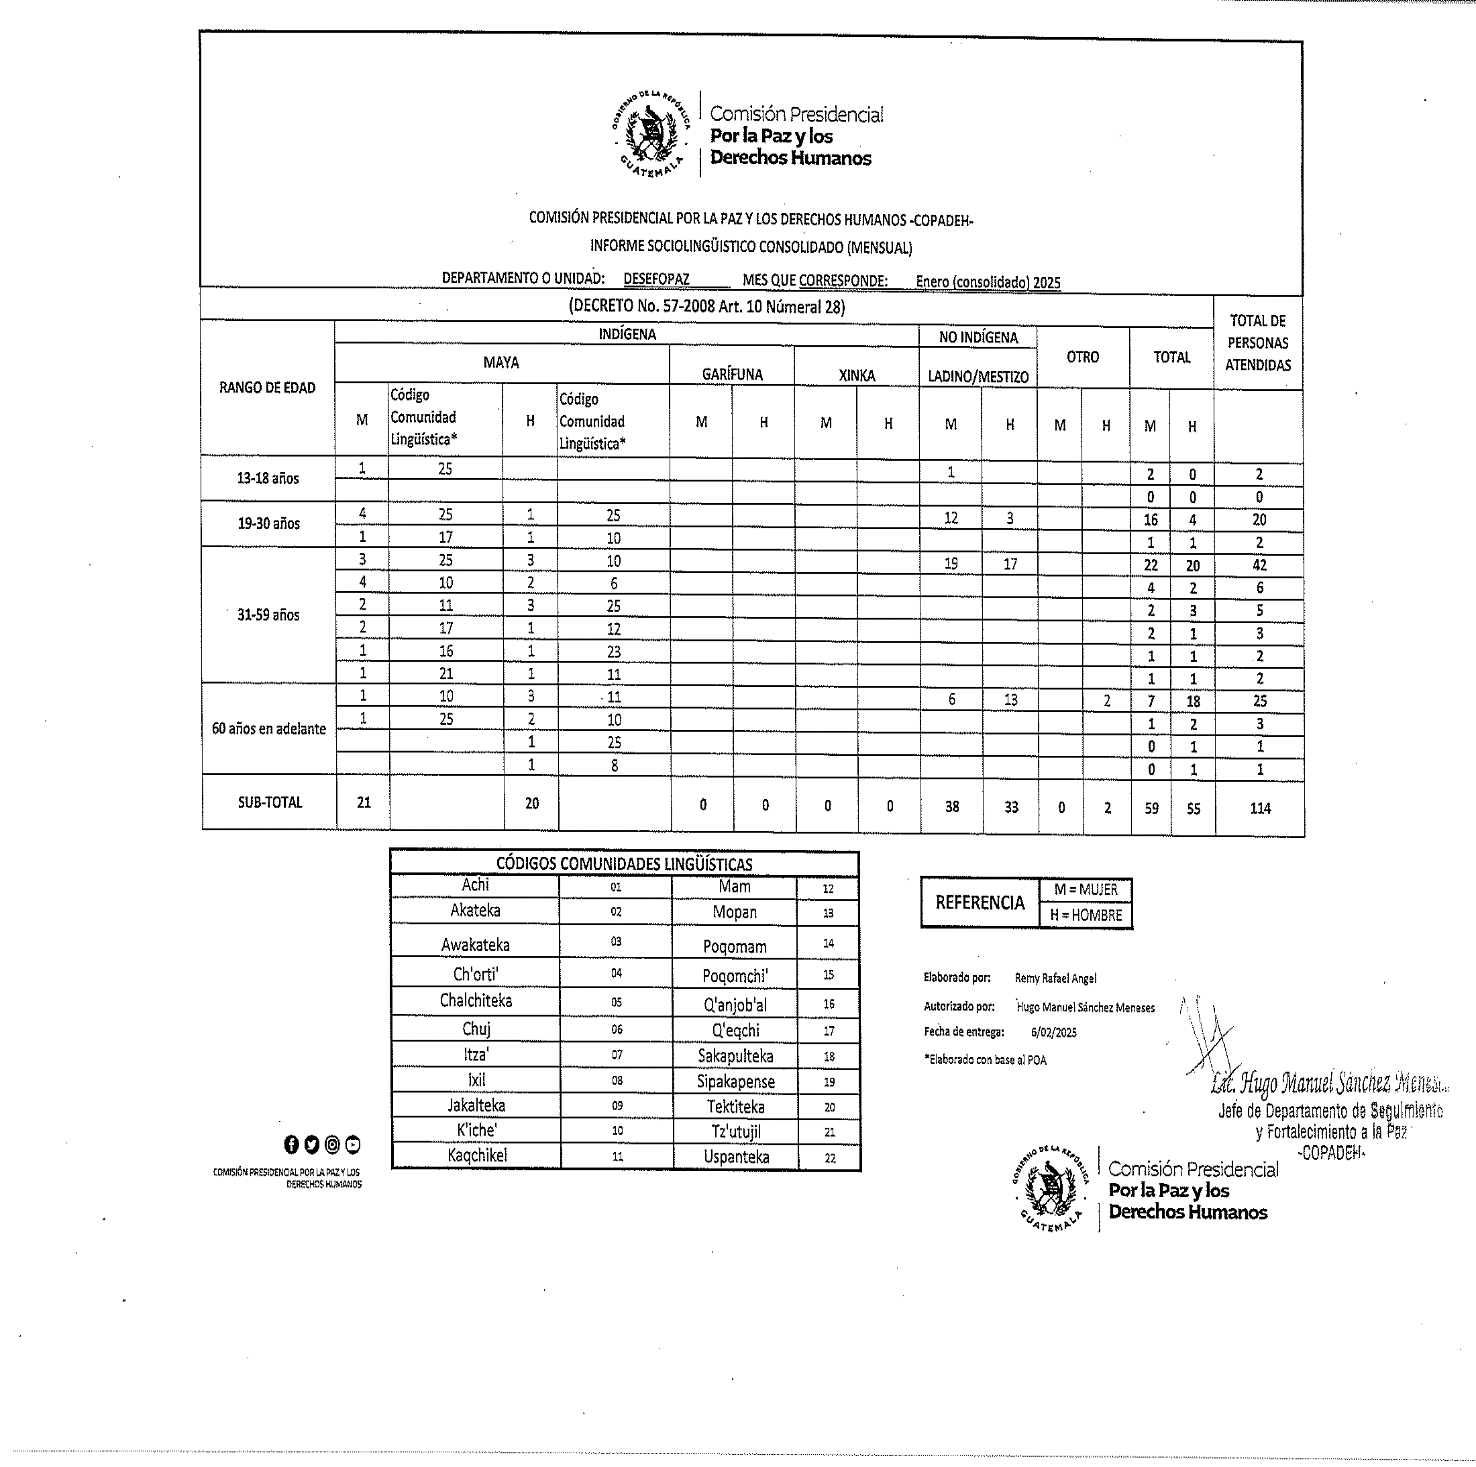 GOBIERNO DE LA REPÚBLICA
GUATEMALA
Comisión Presidencial
Por la Paz y los
Derechos Humanos
COMISIÓN PRESIDENCIAL POR LA PAZ Y LOS DERECHOS HUMANOS -COPADEH-
INFORME SOCIOLINGÜISTICO CONSOLIDADO (MENSUAL)
DEPARTAMENTO O UNIDAD: DESEFOPAZ MES QUE CORRESPONDE: Enero (consolidado) 2025
(DECRETO No. 57-2008 Art. 10 Númeral 28) TOTAL DE PERSONAS ATENDIDAS
RANGO DE EDAD INDÍGENA NO INDÍGENA OTRO TOTAL
MAYA GARÍFUNA XINKA LADINO/MESTIZO
M Código Comunidad Lingüística* H Código Comunidad Lingüística* M H M H M H M H M H
13-18 años 1 25 1 2 0 2
0 0 0
19-30 años 4 25 1 25 12 3 16 4 20
1 17 1 10 1 1 2
31-59 años 3 25 3 10 19 17 22 20 42
4 10 2 6 4 2 6
2 11 3 25 2 3 5
2 17 1 12 2 1 3
1 16 1 23 1 1 2
1 21 1 11 1 1 2
60 años en adelante 1 10 3 11 6 13 2 7 18 25
1 25 2 10 1 2 3
1 25 0 1 1
1 8 0 1 1
SUB-TOTAL 21 20 0 0 0 0 38 33 0 2 59 55 114
CÓDIGOS COMUNIDADES LINGÜÍSTICAS
Achi 01 Mam 12
Akateka 02 Mopan 13
Awakateka 03 Poqomam 14
Ch'orti' 04 Poqomchi' 15
Chalchiteka 05 Q'anjob'al 16
Chuj 06 Q'eqchi 17
Itza' 07 Sakapulteka 18
Ixil 08 Sipakapense 19
Jakalteka 09 Tektiteka 20
K'iche' 10 Tz'utujil 21
Kaqchikel 11 Uspanteka 22
REFERENCIA M = MUJER
H = HOMBRE
Elaborado por: Remy Rafael Angel
Autorizado por: Hugo Manuel Sánchez Meneses
Fecha de entrega: 6/02/2025
*Elaborado con base al POA
Lic. Hugo Manuel Sánchez Menes...
Jefe de Departamento de Seguimiento
y Fortalecimiento a la Paz
-COPADEH-
COMISIÓN PRESIDENCIAL POR LA PAZ Y LOS
DERECHOS HUMANOS
GOBIERNO DE LA REPÚBLICA
GUATEMALA
Comisión Presidencial
Por la Paz y los
Derechos Humanos